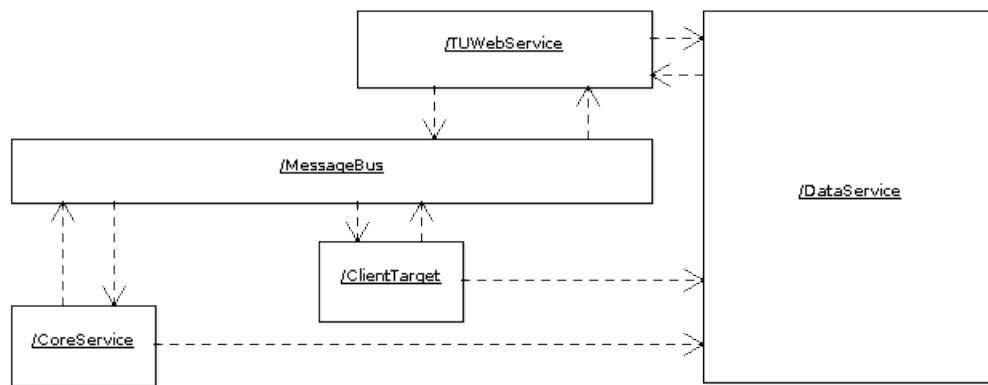 /TUWebService
/MessageBus
/DataService
/ClientTarget
/CoreService